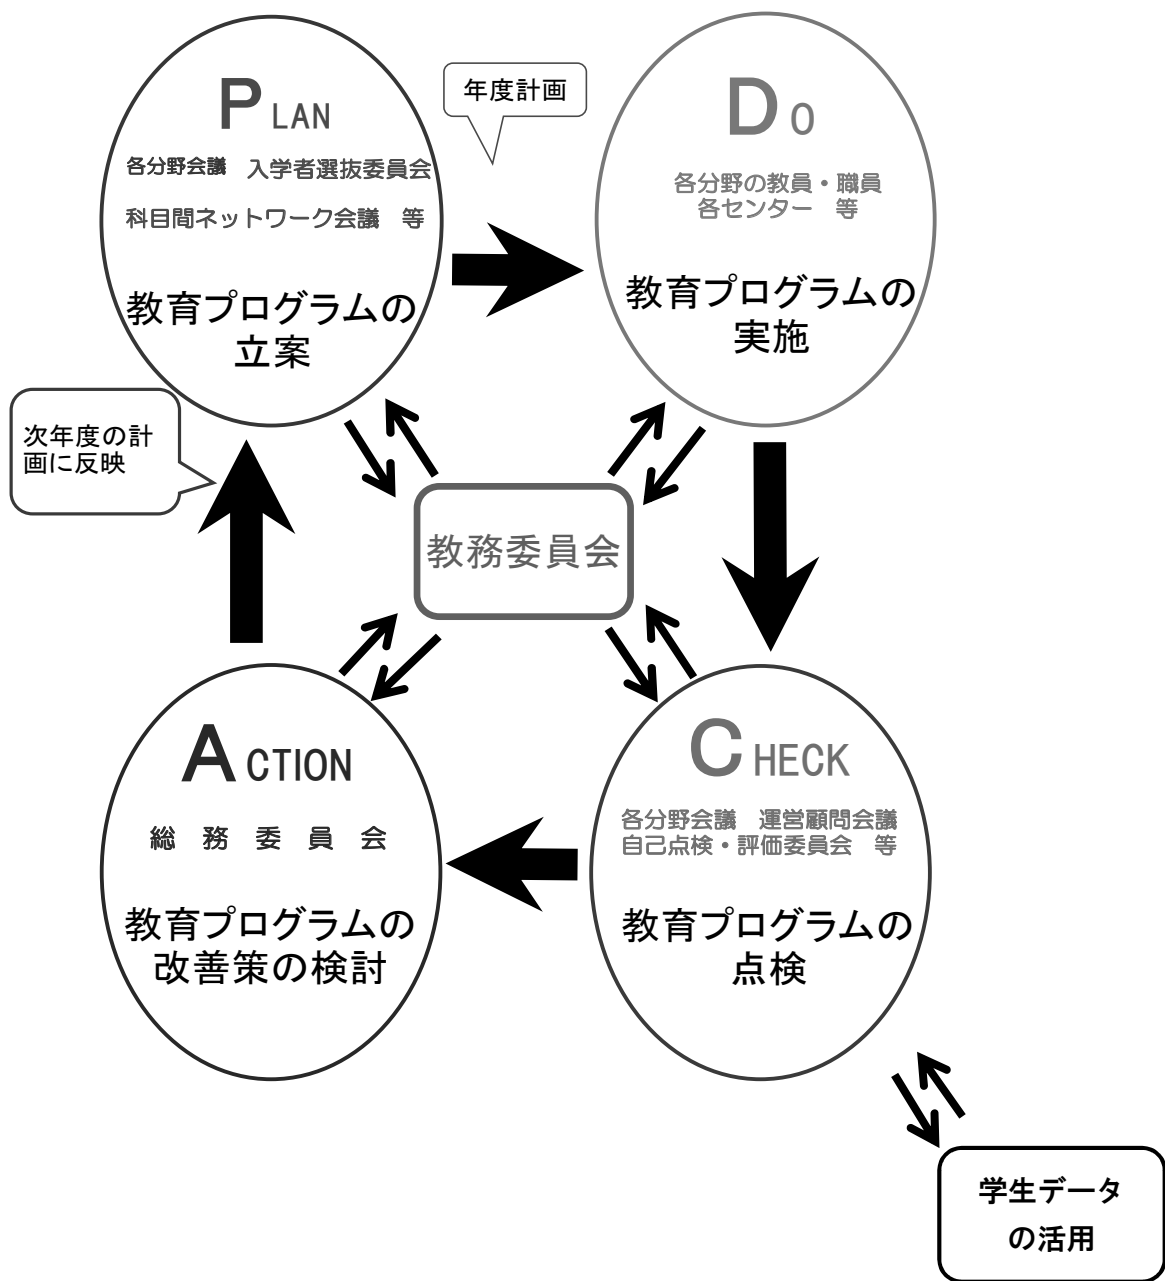 PLAN
各分野会議 入学者選抜委員会
科目間ネットワーク会議 等
教育プログラムの
立案
年度計画
DO
各分野の教員・職員
各センター 等
教育プログラムの
実施
次年度の計
画に反映
教務委員会
ACTION
総務委員会
教育プログラムの
改善策の検討
CHECK
各分野会議 運営顧問会議
自己点検・評価委員会 等
教育プログラムの
点検
学生データ
の活用